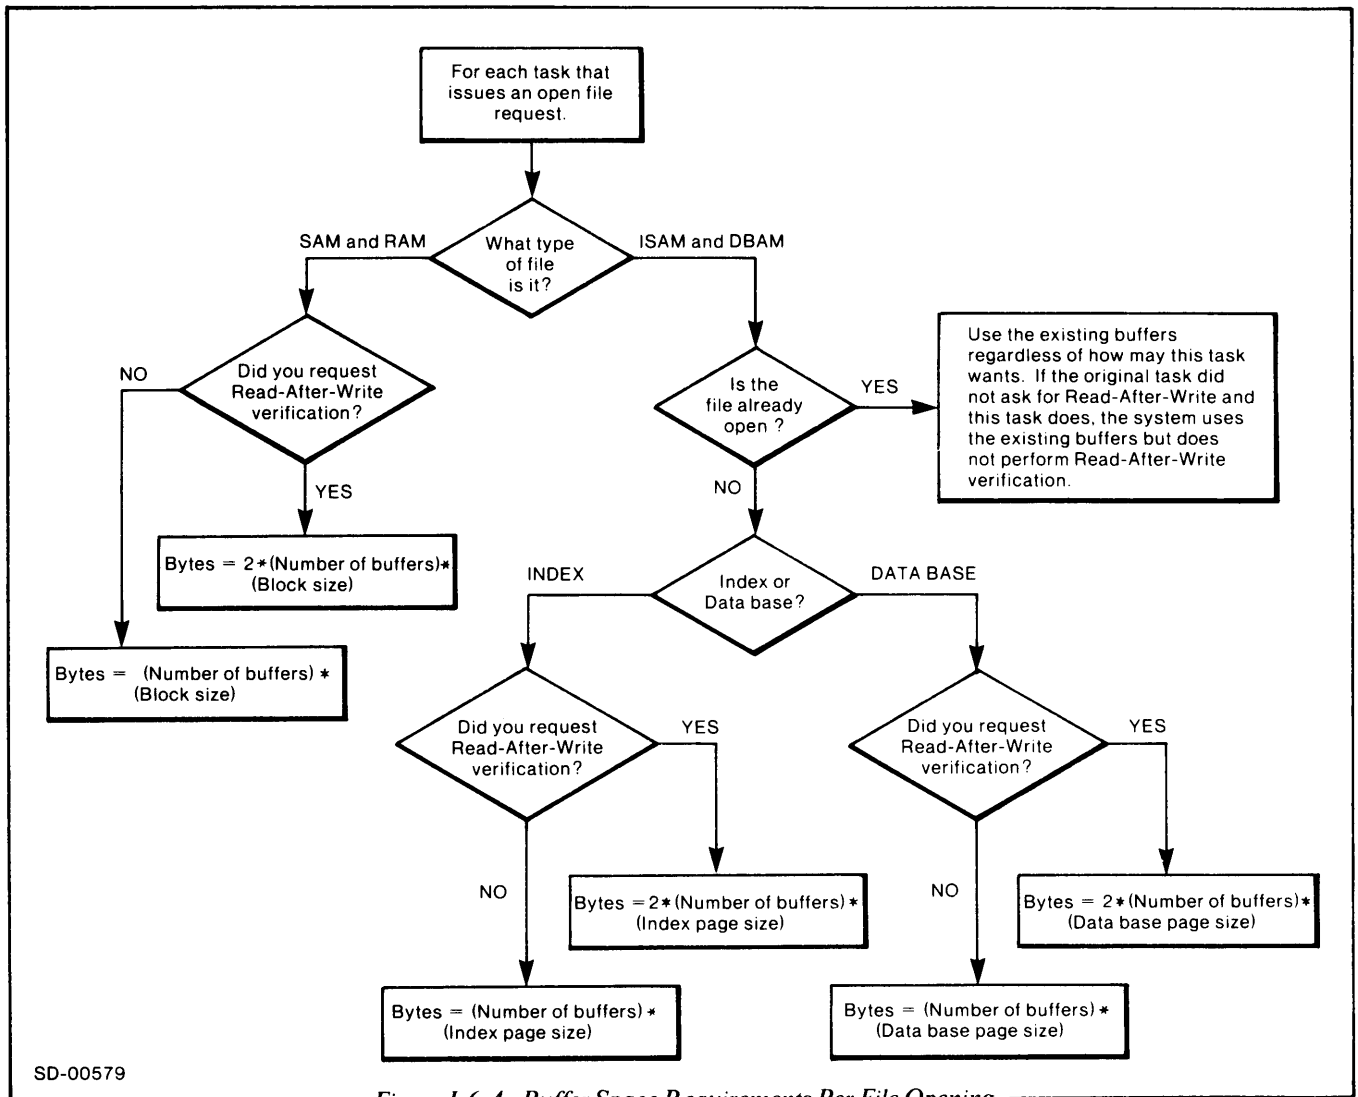 For each task that
issues an open file
request.
SAM and RAM
What type
of file
is it?
ISAM and DBAM
NO
Did you request
Read-After-Write
verification?
YES
Is the
file already
open ?
YES
Use the existing buffers
regardless of how may this task
wants. If the original task did
not ask for Read-After-Write and
this task does, the system uses
the existing buffers but does
not perform Read-After-Write
verification.
NO
Bytes = 2*(Number of buffers)*
(Block size)
Bytes = (Number of buffers) *
(Block size)
INDEX
Index or
Data base?
DATA BASE
Did you request
Read-After-Write
verification?
YES
Did you request
Read-After-Write
verification?
YES
NO
Bytes = 2* (Number of buffers) *
(Index page size)
NO
Bytes = 2* (Number of buffers)*
(Data base page size)
Bytes = (Number of buffers) *
(Index page size)
Bytes = (Number of buffers) *
(Data base page size)
SD-00579
Buffer Space Requirements Per File Opening